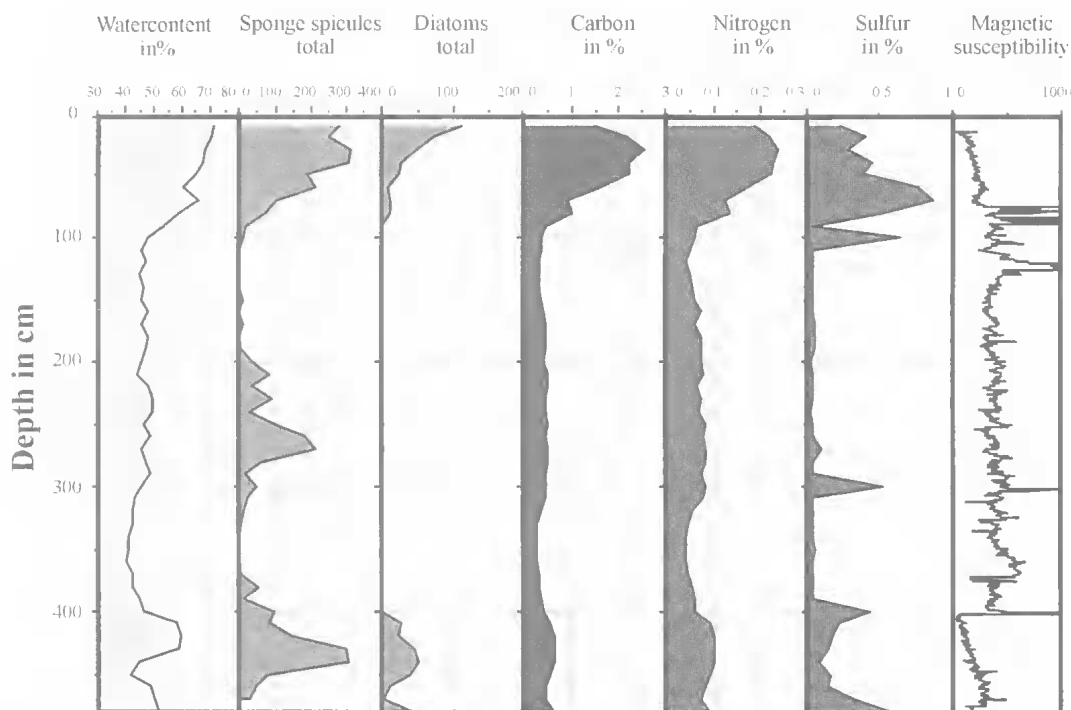 Watercontent Sponge spicules Diatoms Carbon Nitrogen Sulfur Magnetic
in% total total in % in % in % susceptibility
30 40 50 60 70 80 0 100 200 300 400 0 100 200 0 1 2 3 0 0.1 0.2 0.3 0 0.5 1 0 1000
0
100
200
300
400
Depth in cm